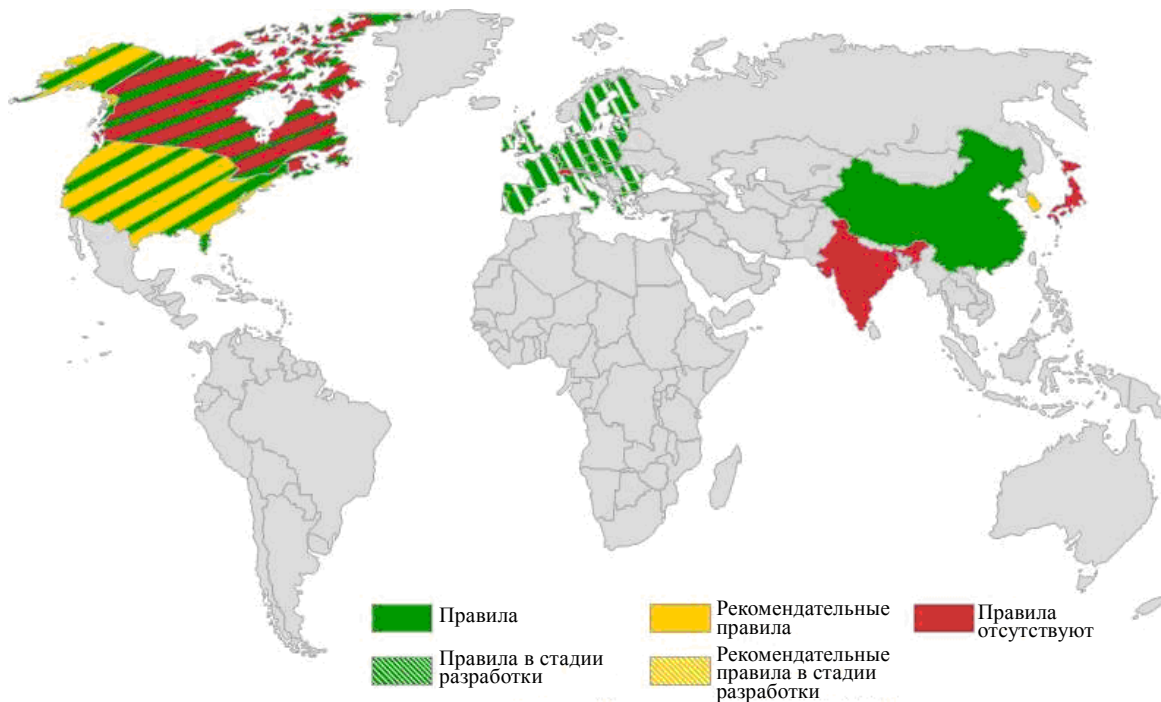 Правила
Рекомендательные
правила
Правила
отсутствуют
Правила в стадии
разработки
Рекомендательные
правила в стадии
разработки